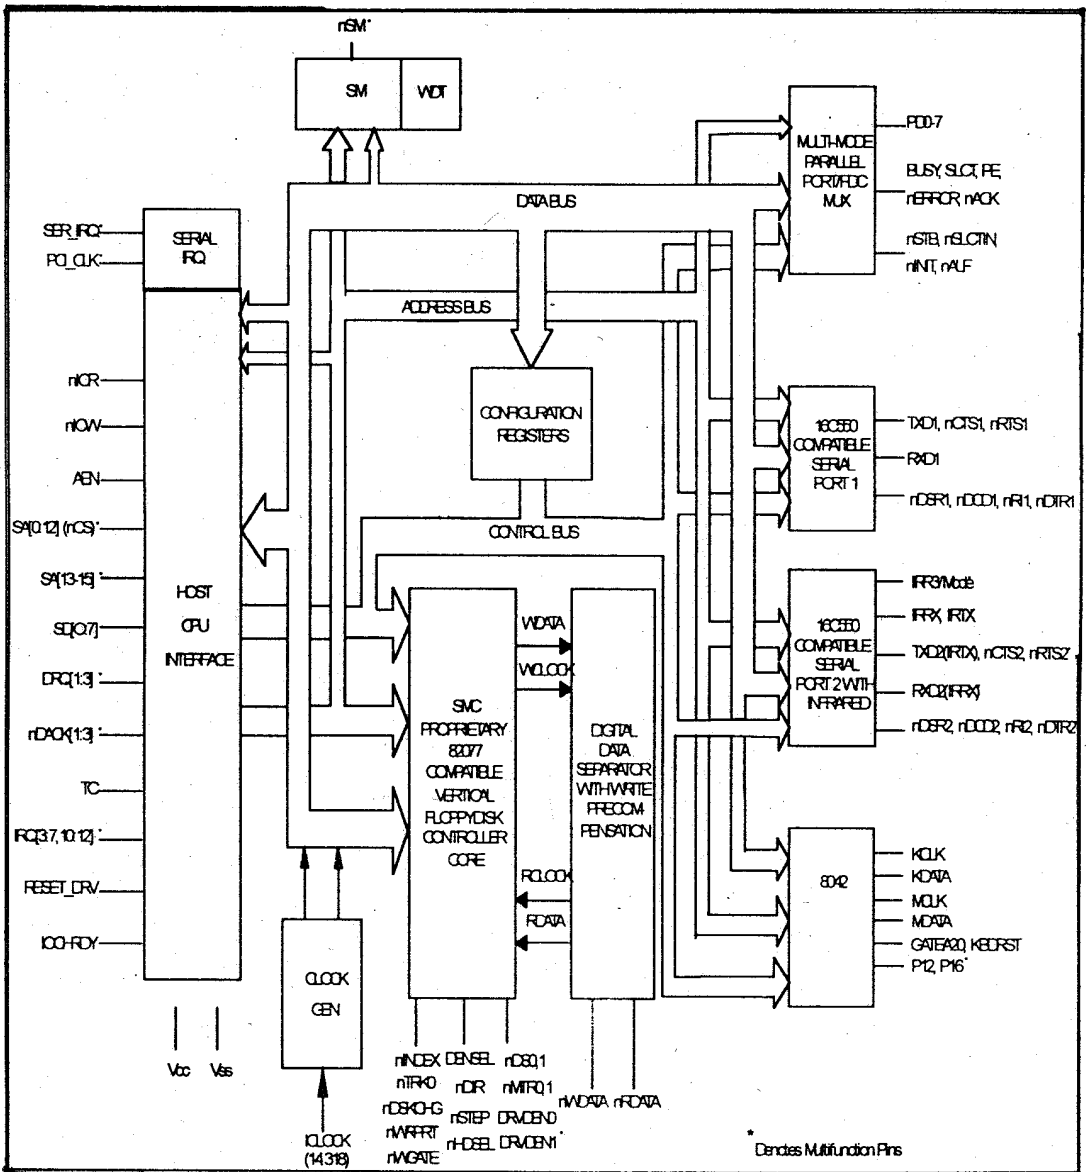 nSMI*
SMI
WDT
DATA BUS
ADDRESS BUS
SERIAL
IRQ
SER_IRQ*
PCI_CLK*
nIOR
nIOW
AEN
SA[0:12] (nCS)*
SA[13-15]*
SD[0:7]
DRQ[1:3]*
nDACK[1:3]*
TC
IRQ[3:7, 10:12]*
RESET_DRV
IOCHRDY
HOST
CPU
INTERFACE
Vcc
Vss
CONFIGURATION
REGISTERS
CONTROL BUS
CLOCK
GEN
ICLOCK
(14.318)
SMC
PROPRIETARY
82077
COMPATIBLE
VERTICAL
FLOPPYDISK
CONTROLLER
CORE
WDATA
WCLOCK
RCLOCK
RDATA
DIGITAL
DATA
SEPARATOR
WITH WRITE
PRECOM-
PENSATION
nINDEX
nTRK0
nDSKCHG
nWRPRT
nWGATE
DENSEL
nDIR
nSTEP
nHDSEL
nDS0,1
nMTR0,1
DRVDEN0
DRVDEN1*
nWDATA
nRDATA
MULTI-MODE
PARALLEL
PORT/FDC
MUX
PD0-7
BUSY, SLCT, PE,
nERROR, nACK
nSTB, nSLCTIN,
nINIT, nALF
16C550
COMPATIBLE
SERIAL
PORT 1
TXD1, nCTS1, nRTS1
RXD1
nDSR1, nDCD1, nRI1, nDTR1
16C550
COMPATIBLE
SERIAL
PORT 2 WITH
INFRARED
IRR3/Mode*
IRRX, IRTX
TXD2(IRTX), nCTS2, nRTS2*
RXD2(IRRX)*
nDSR2, nDCD2, nRI2, nDTR2*
8042
KCLK
KDATA
MCLK
MDATA
GATEA20, KBDRST
P12, P16*
* Denotes Multifunction Pins